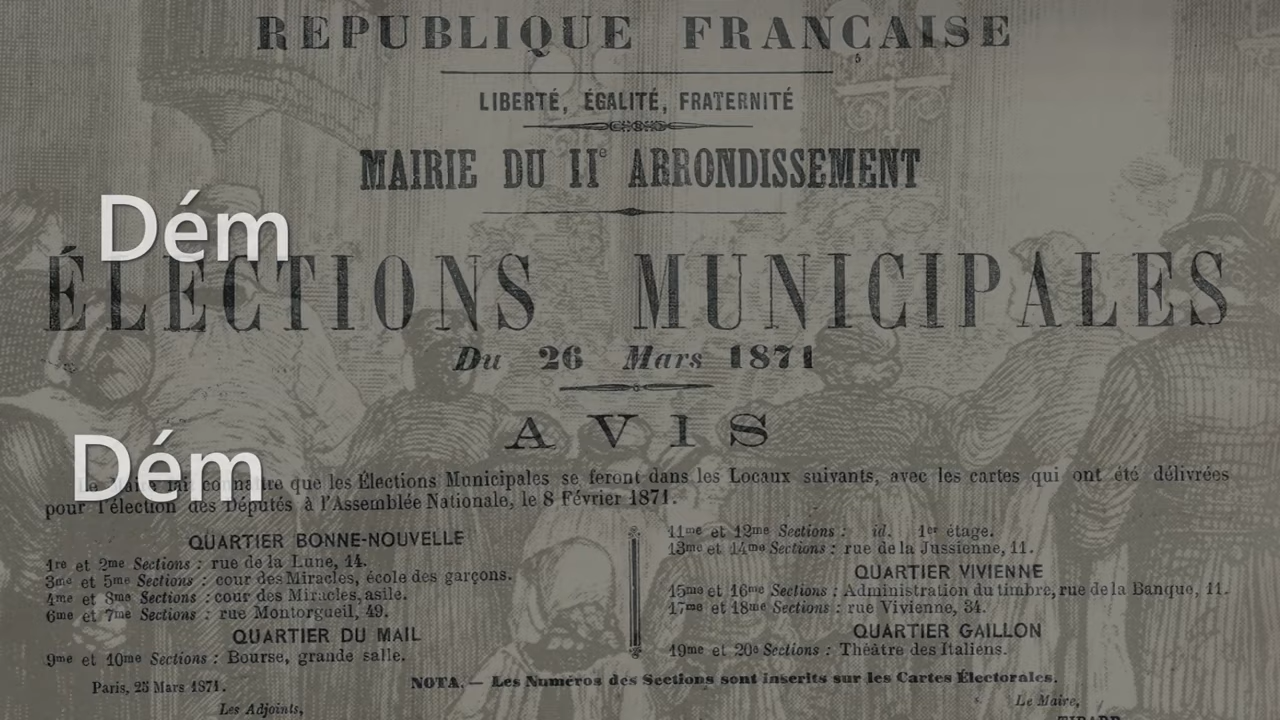 REPUBLIQUE FRANÇAISE
LIBERTÉ, ÉGALITÉ, FRATERNITÉ
MAIRIE DU IIe ARRONDISSEMENT
Dém
ÉLECTIONS MUNICIPALES
Du 26 Mars 1871
AVIS
Dém
Le Maire fait connaître que les Élections Municipales se feront dans les Locaux suivants, avec les cartes qui ont été délivrées
pour l'élection des Députés à l'Assemblée Nationale, le 8 Février 1871.
QUARTIER BONNE-NOUVELLE
1re et 2me Sections : rue de la Lune, 14.
3me et 5me Sections : cour des Miracles, école des garçons.
4me et 8me Sections : cour des Miracles, asile.
6me et 7me Sections : rue Montorgueil, 49.
QUARTIER DU MAIL
9me et 10me Sections : Bourse, grande salle.
11me et 12me Sections : id. 1er étage.
13me et 14me Sections : rue de la Jussienne, 11.
QUARTIER VIVIENNE
15me et 16me Sections : Administration du timbre, rue de la Banque, 11.
17me et 18me Sections : rue Vivienne, 34.
QUARTIER GAILLON
19me et 20e Sections : Théâtre des Italiens.
NOTA. — Les Numéros des Sections sont inscrits sur les Cartes Électorales.
Paris, 25 Mars 1871.
Les Adjoints,
Le Maire,
TIRARD